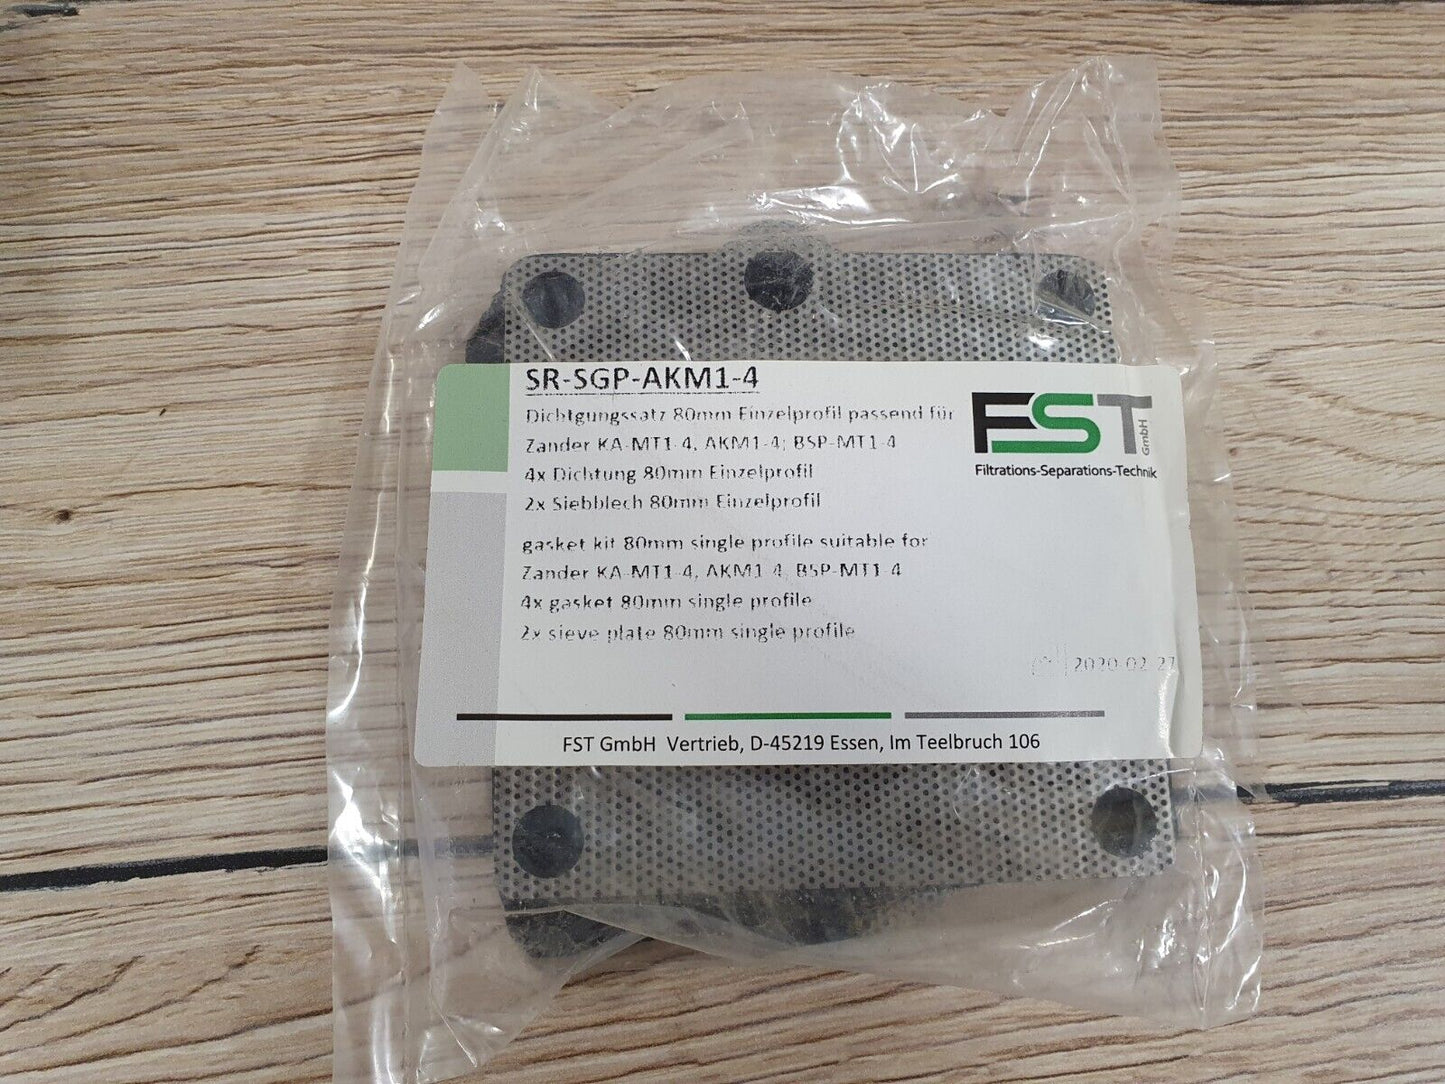 SR-SGP-AKM1-4
Dichtgungssatz 80mm Einzelprofil passend für
Zander KA-MT1-4, AKM1-4; BSP-MT1-4
4x Dichtung 80mm Einzelprofil
2x Siebblech 80mm Einzelprofil
FST GmbH
Filtrations-Separations-Technik
gasket kit 80mm single profile suitable for
Zander KA-MT1-4, AKM1-4, BSP-MT1-4
4x gasket 80mm single profile
2x sieve plate 80mm single profile
2020-02-27
FST GmbH Vertrieb, D-45219 Essen, Im Teelbruch 106